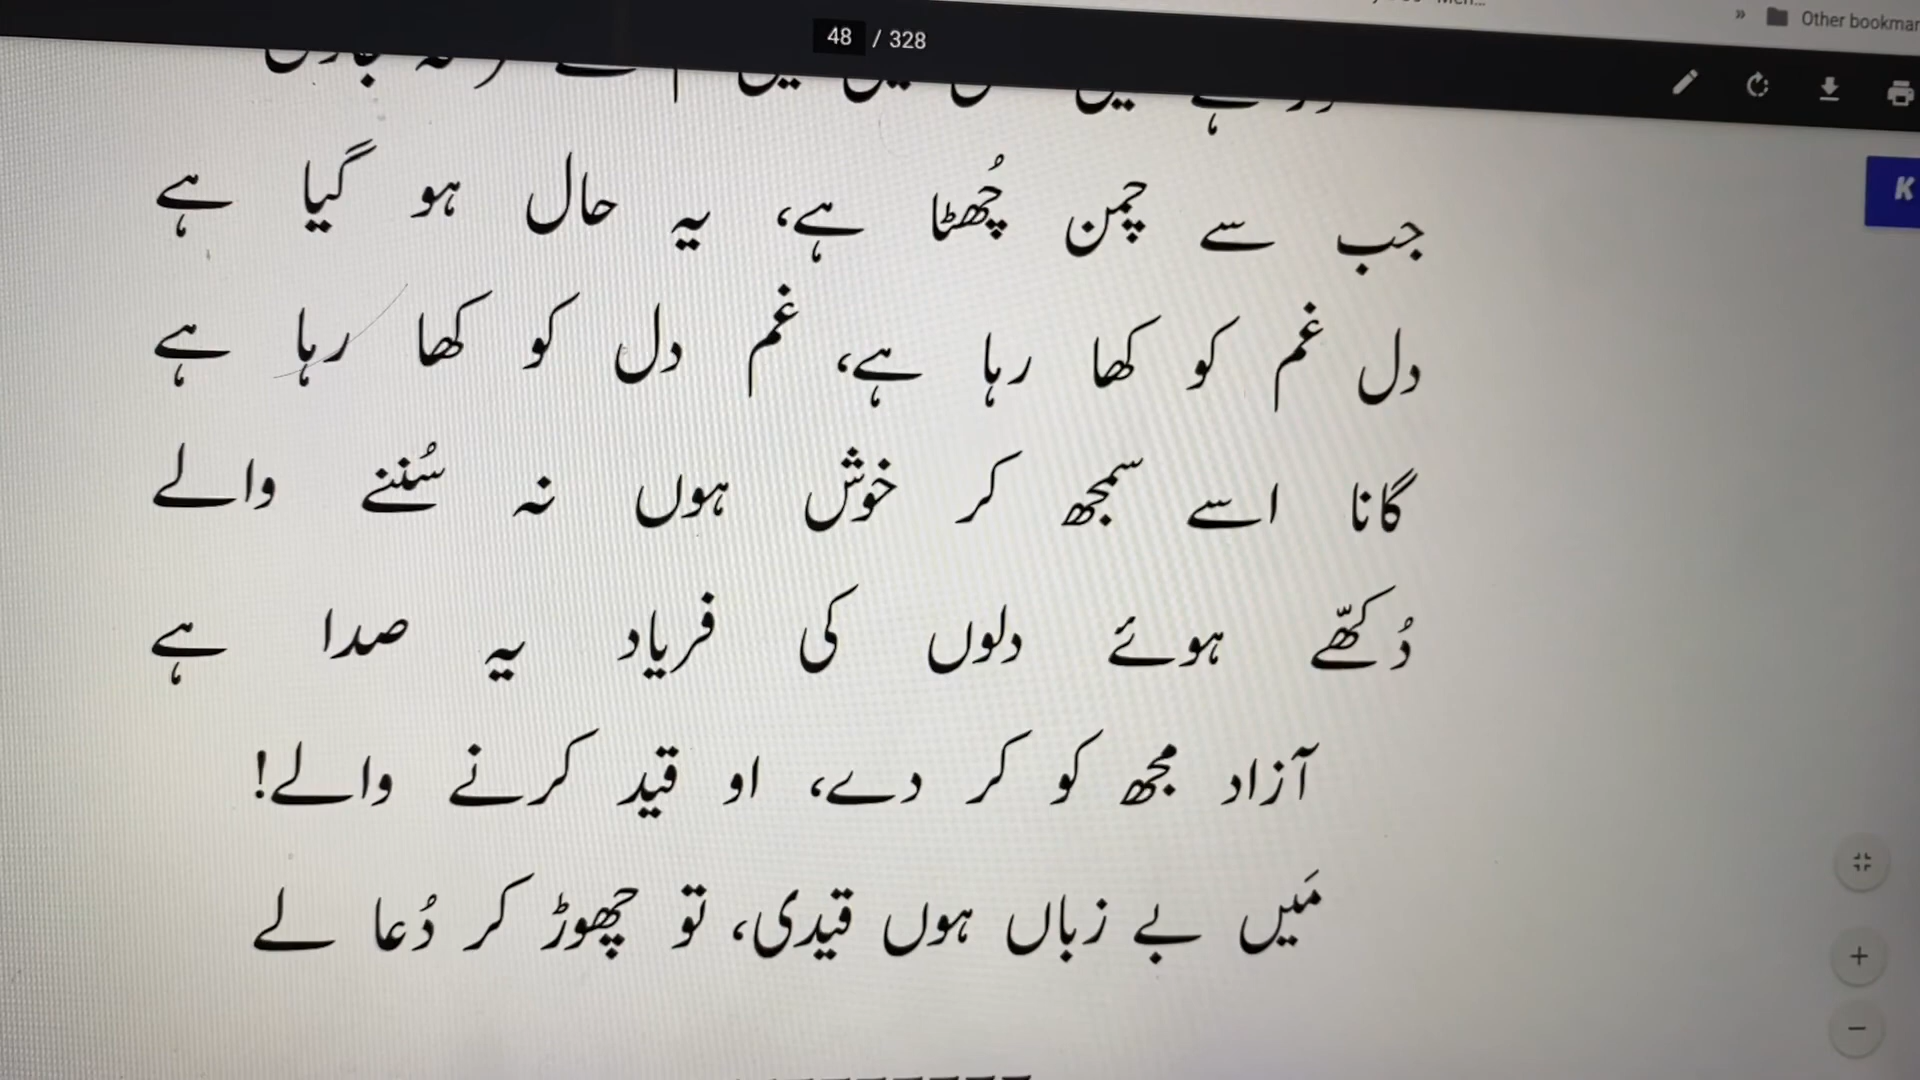 Other bookmar
48 / 328
جب سے چمن چُھٹا ہے، یہ حال ہو گیا ہے
دل غم کو کھا رہا ہے، غم دل کو کھا رہا ہے
گانا اسے سمجھ کر خوش ہوں نہ سُننے والے
دُکھّے ہوئے دلوں کی فریاد یہ صدا ہے
آزاد مجھ کو کر دے، او قید کرنے والے!
مَیں بے زباں ہوں قیدی، تو چھوڑ کر دُعا لے
K